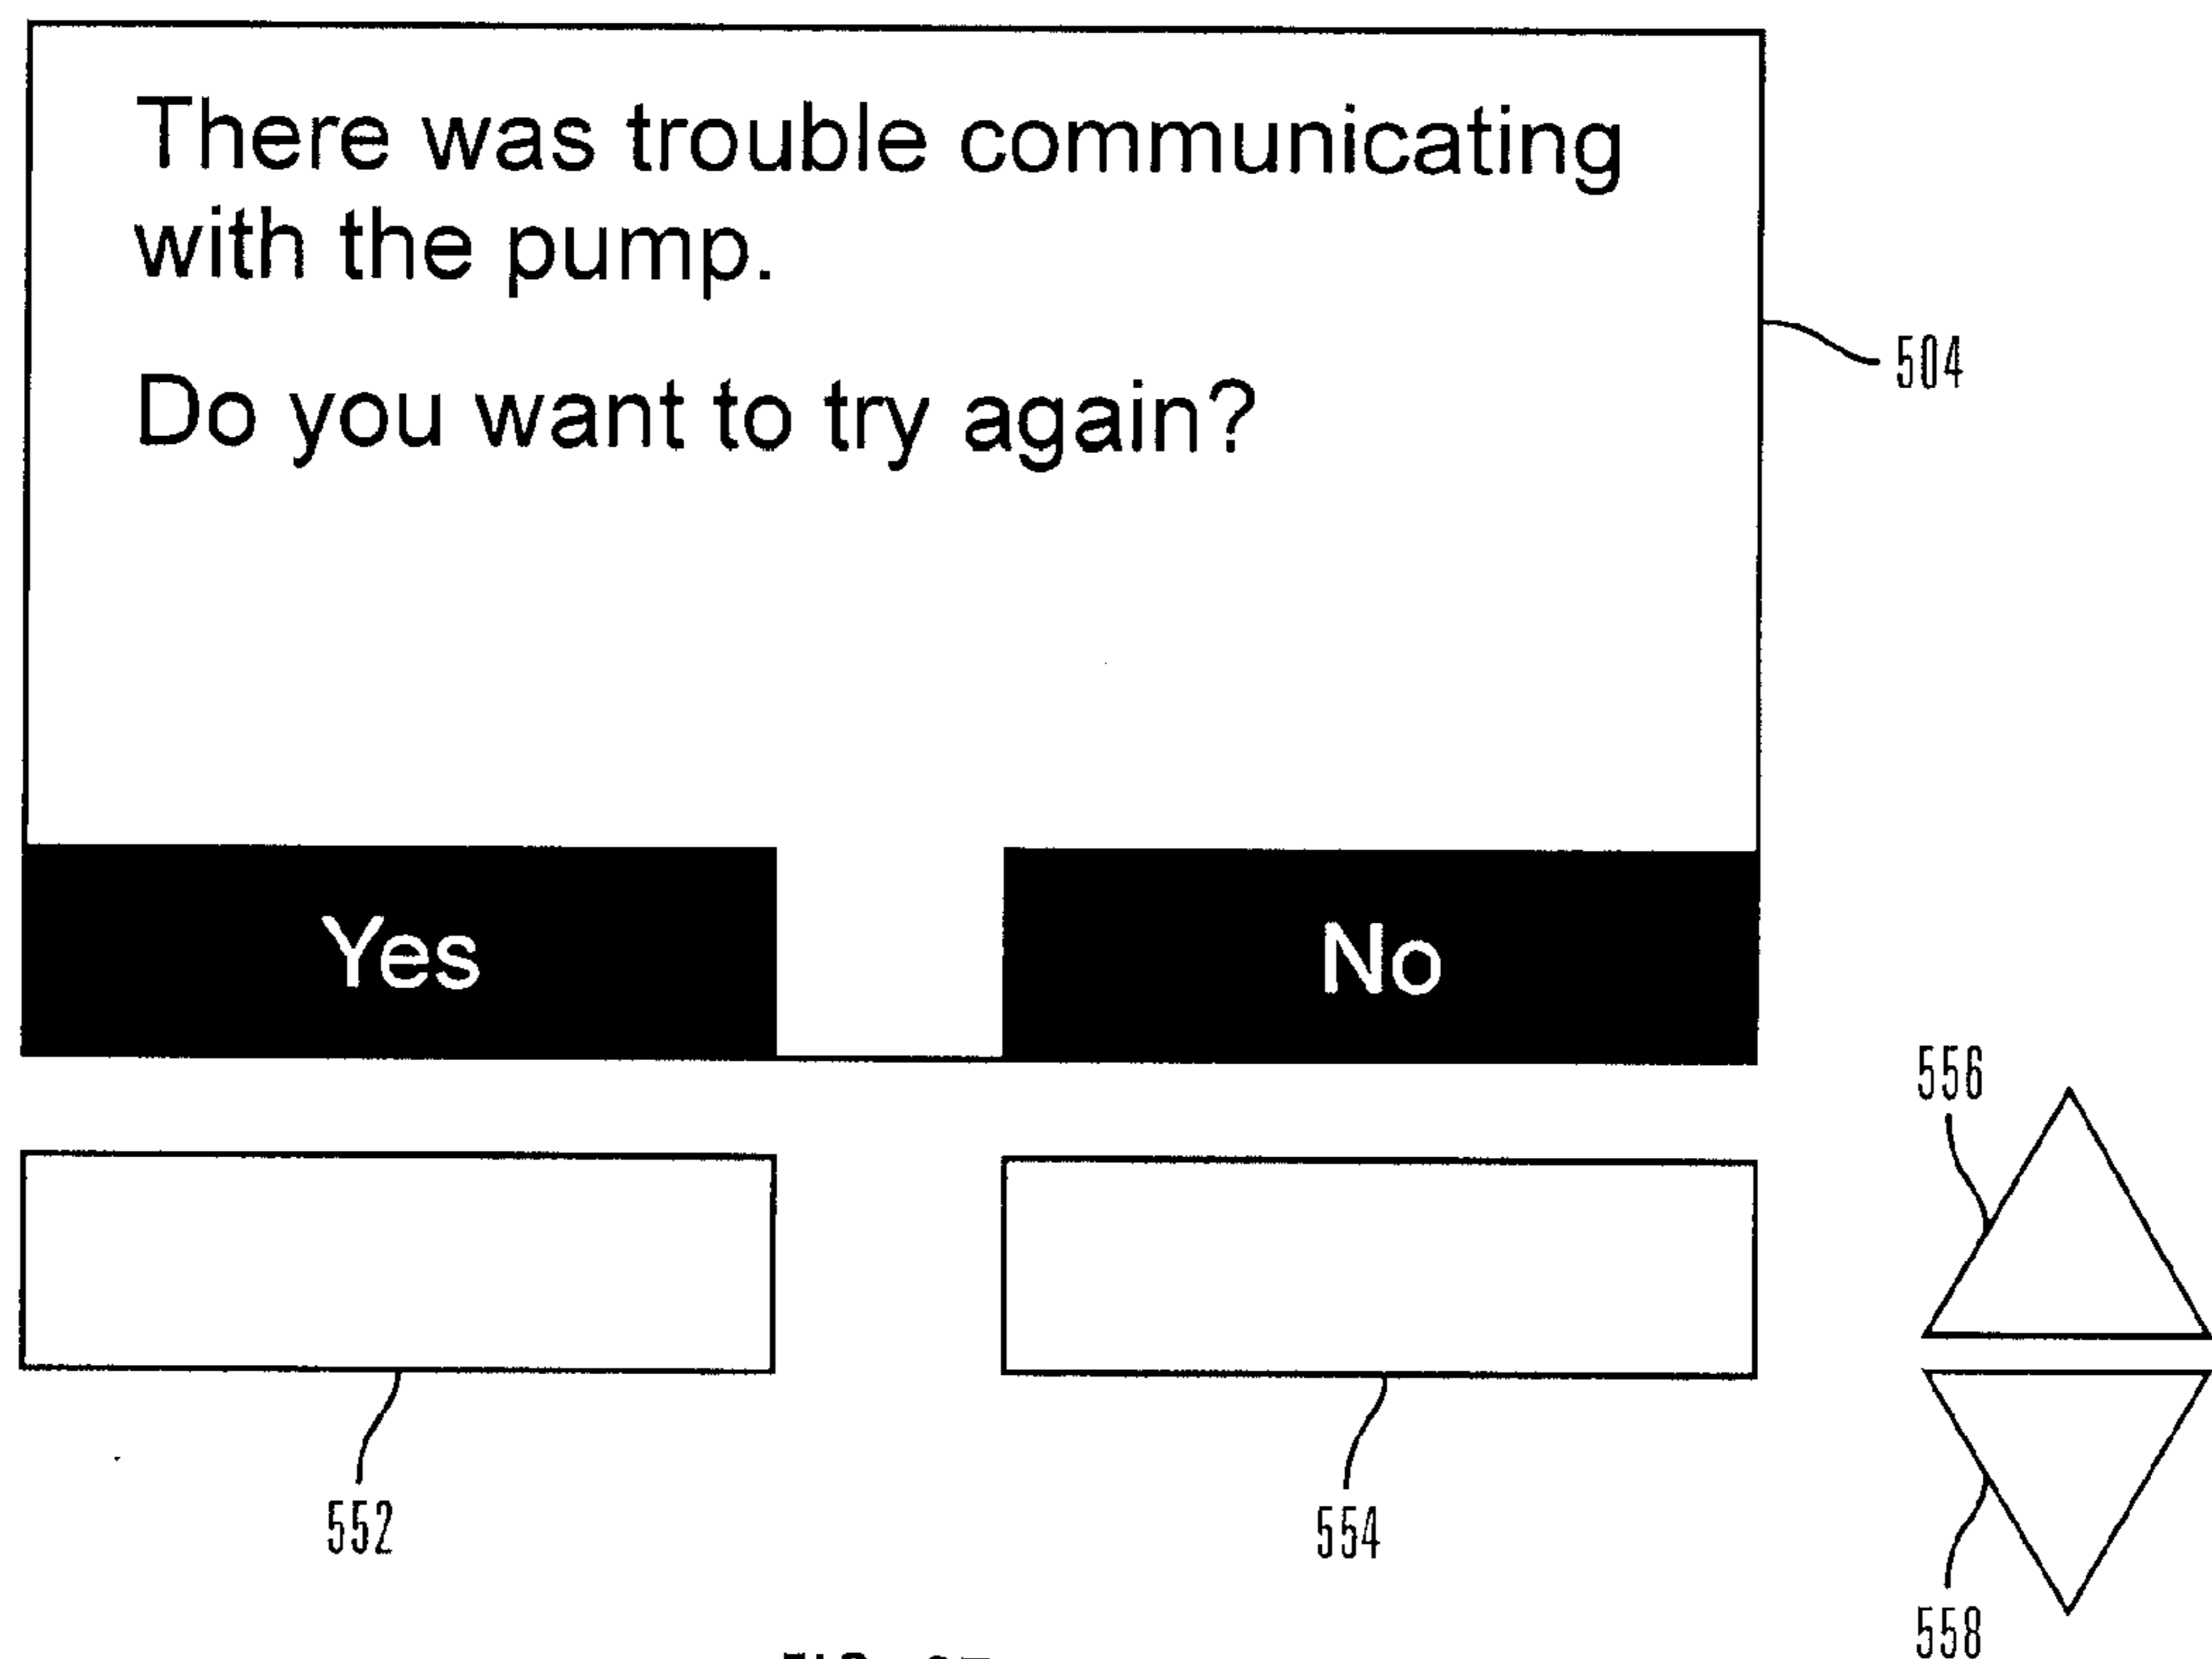 There was trouble communicating
with the pump.
504
Do you want to try again?
Yes No
556
552 554
558